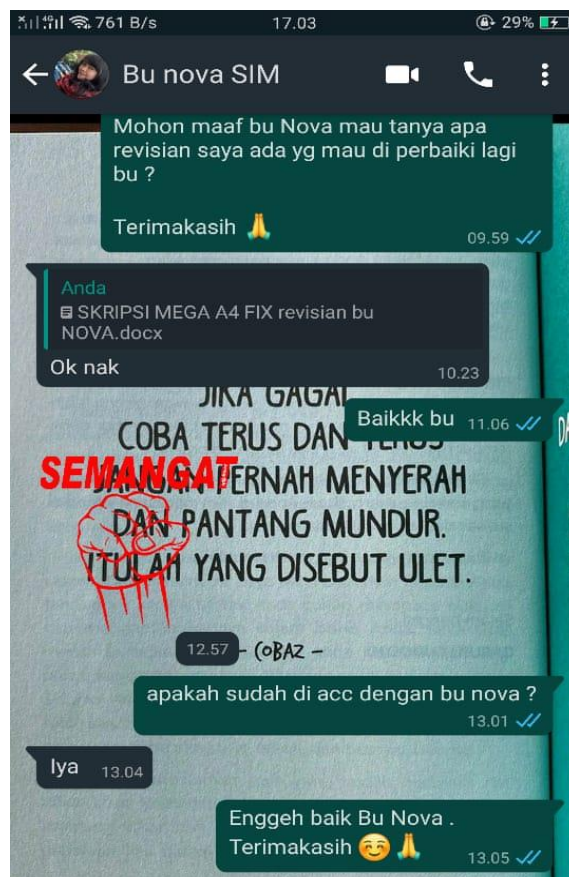 761 B/s 17.03 29%
Bu nova SIM
Mohon maaf bu Nova mau tanya apa
revisian saya ada yg mau di perbaiki lagi
bu ?
Terimakasih 🙏
09.59
Anda
SKRIPSI MEGA A4 FIX revisian bu
NOVA.docx
Ok nak
10.23
JIKA GAGAL
Baikkk bu 11.06
COBA TERUS DAN TERUS
SEMANGAT
JANGAN PERNAH MENYERAH
DAN PANTANG MUNDUR.
ITULAH YANG DISEBUT ULET.
12.57 - COBAZ -
apakah sudah di acc dengan bu nova ?
13.01
Iya 13.04
Enggeh baik Bu Nova .
Terimakasih ☺️🙏
13.05